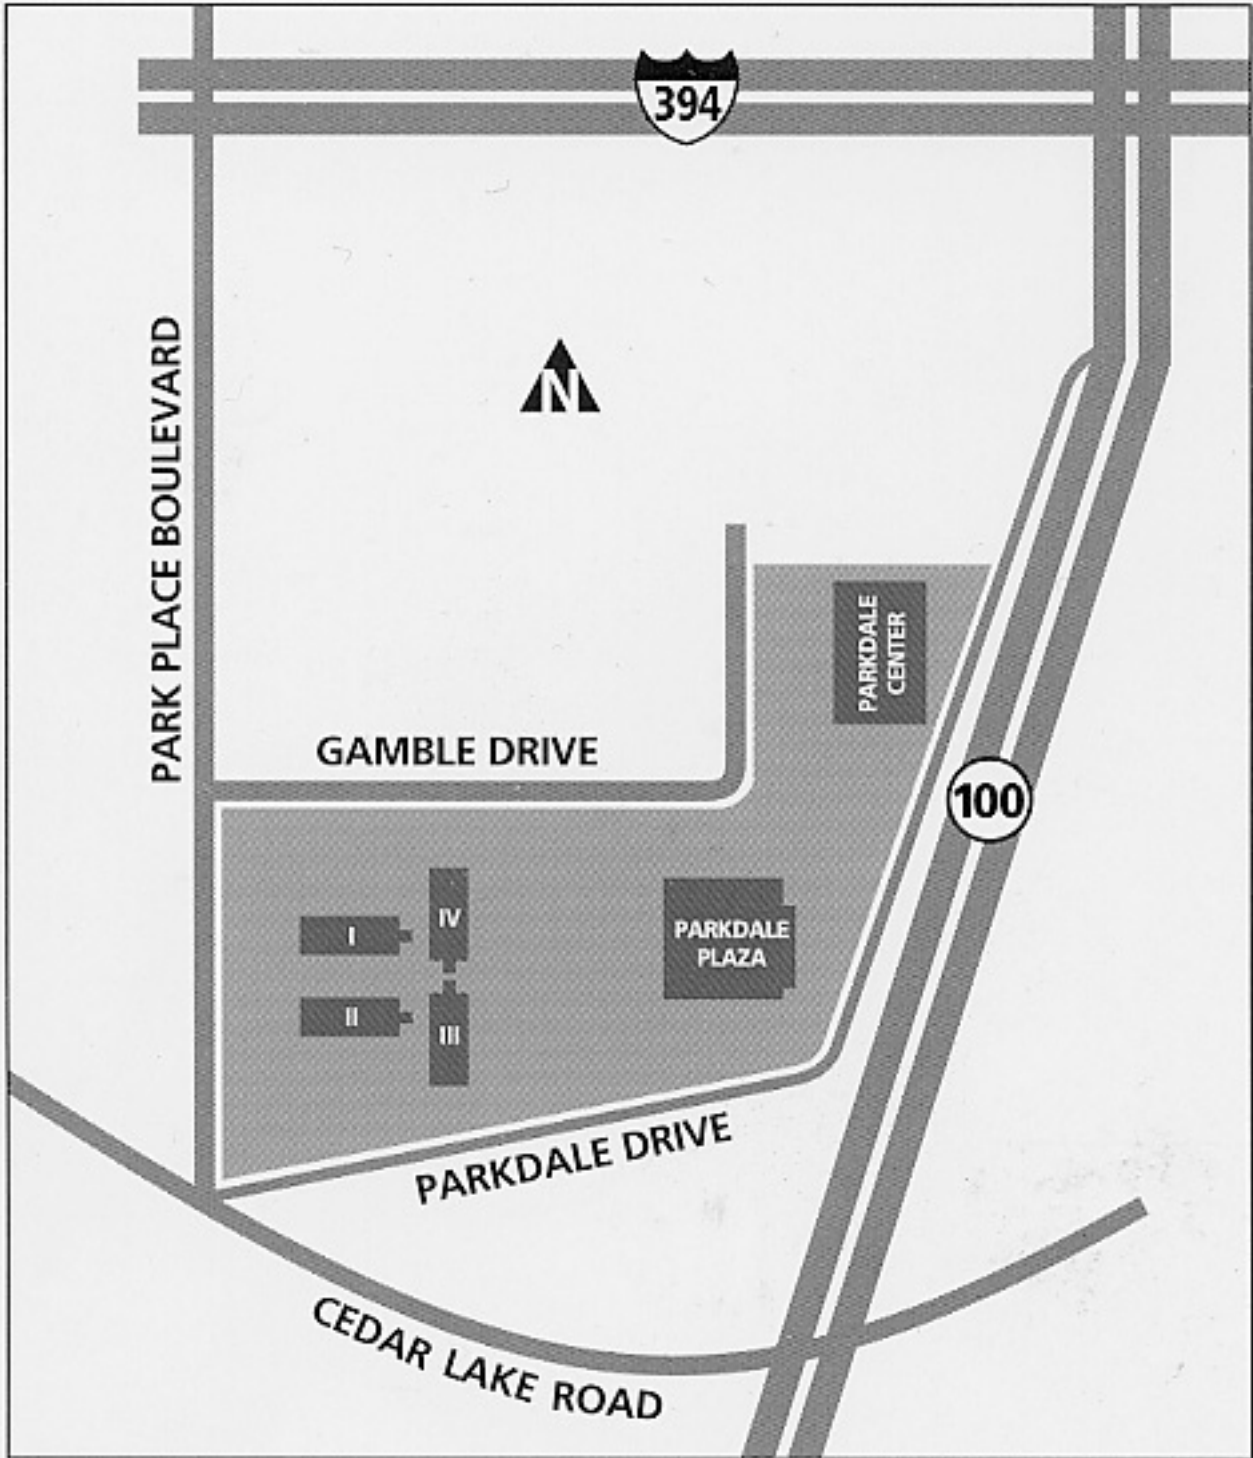 394
PARK PLACE BOULEVARD
N
PARKDALE
CENTER
GAMBLE DRIVE
100
I
IV
PARKDALE
PLAZA
II
III
PARKDALE DRIVE
CEDAR LAKE ROAD